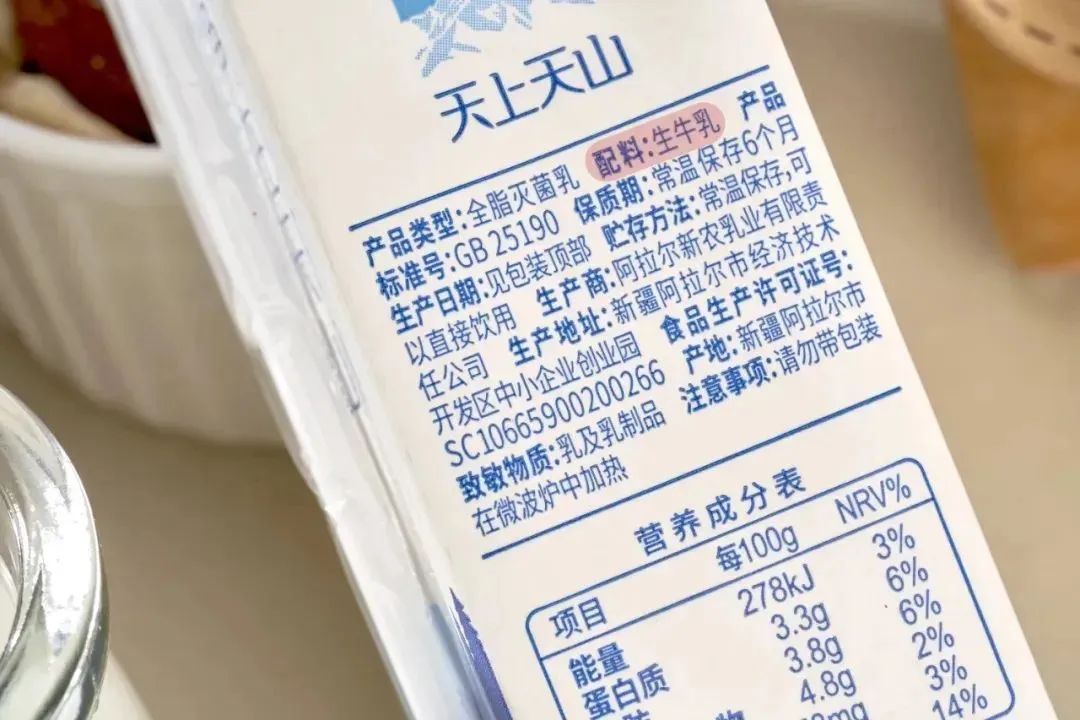 天上天山
产品类型:全脂灭菌乳 配料:生牛乳 产品
标准号:GB 25190 保质期:常温保存6个月
生产日期:见包装顶部 贮存方法:常温保存,可
以直接饮用 生产商:阿拉尔新农乳业有限责
任公司 生产地址:新疆阿拉尔市经济技术
开发区中小企业创业园 食品生产许可证号:
SC10665900200266 产地:新疆阿拉尔市
致敏物质:乳及乳制品 注意事项:请勿带包装
在微波炉中加热
营养成分表
项目 每100g NRV%
能量 278kJ 3%
蛋白质 3.3g 6%
3.8g 6%
4.8g 2%
mg 3%
14%